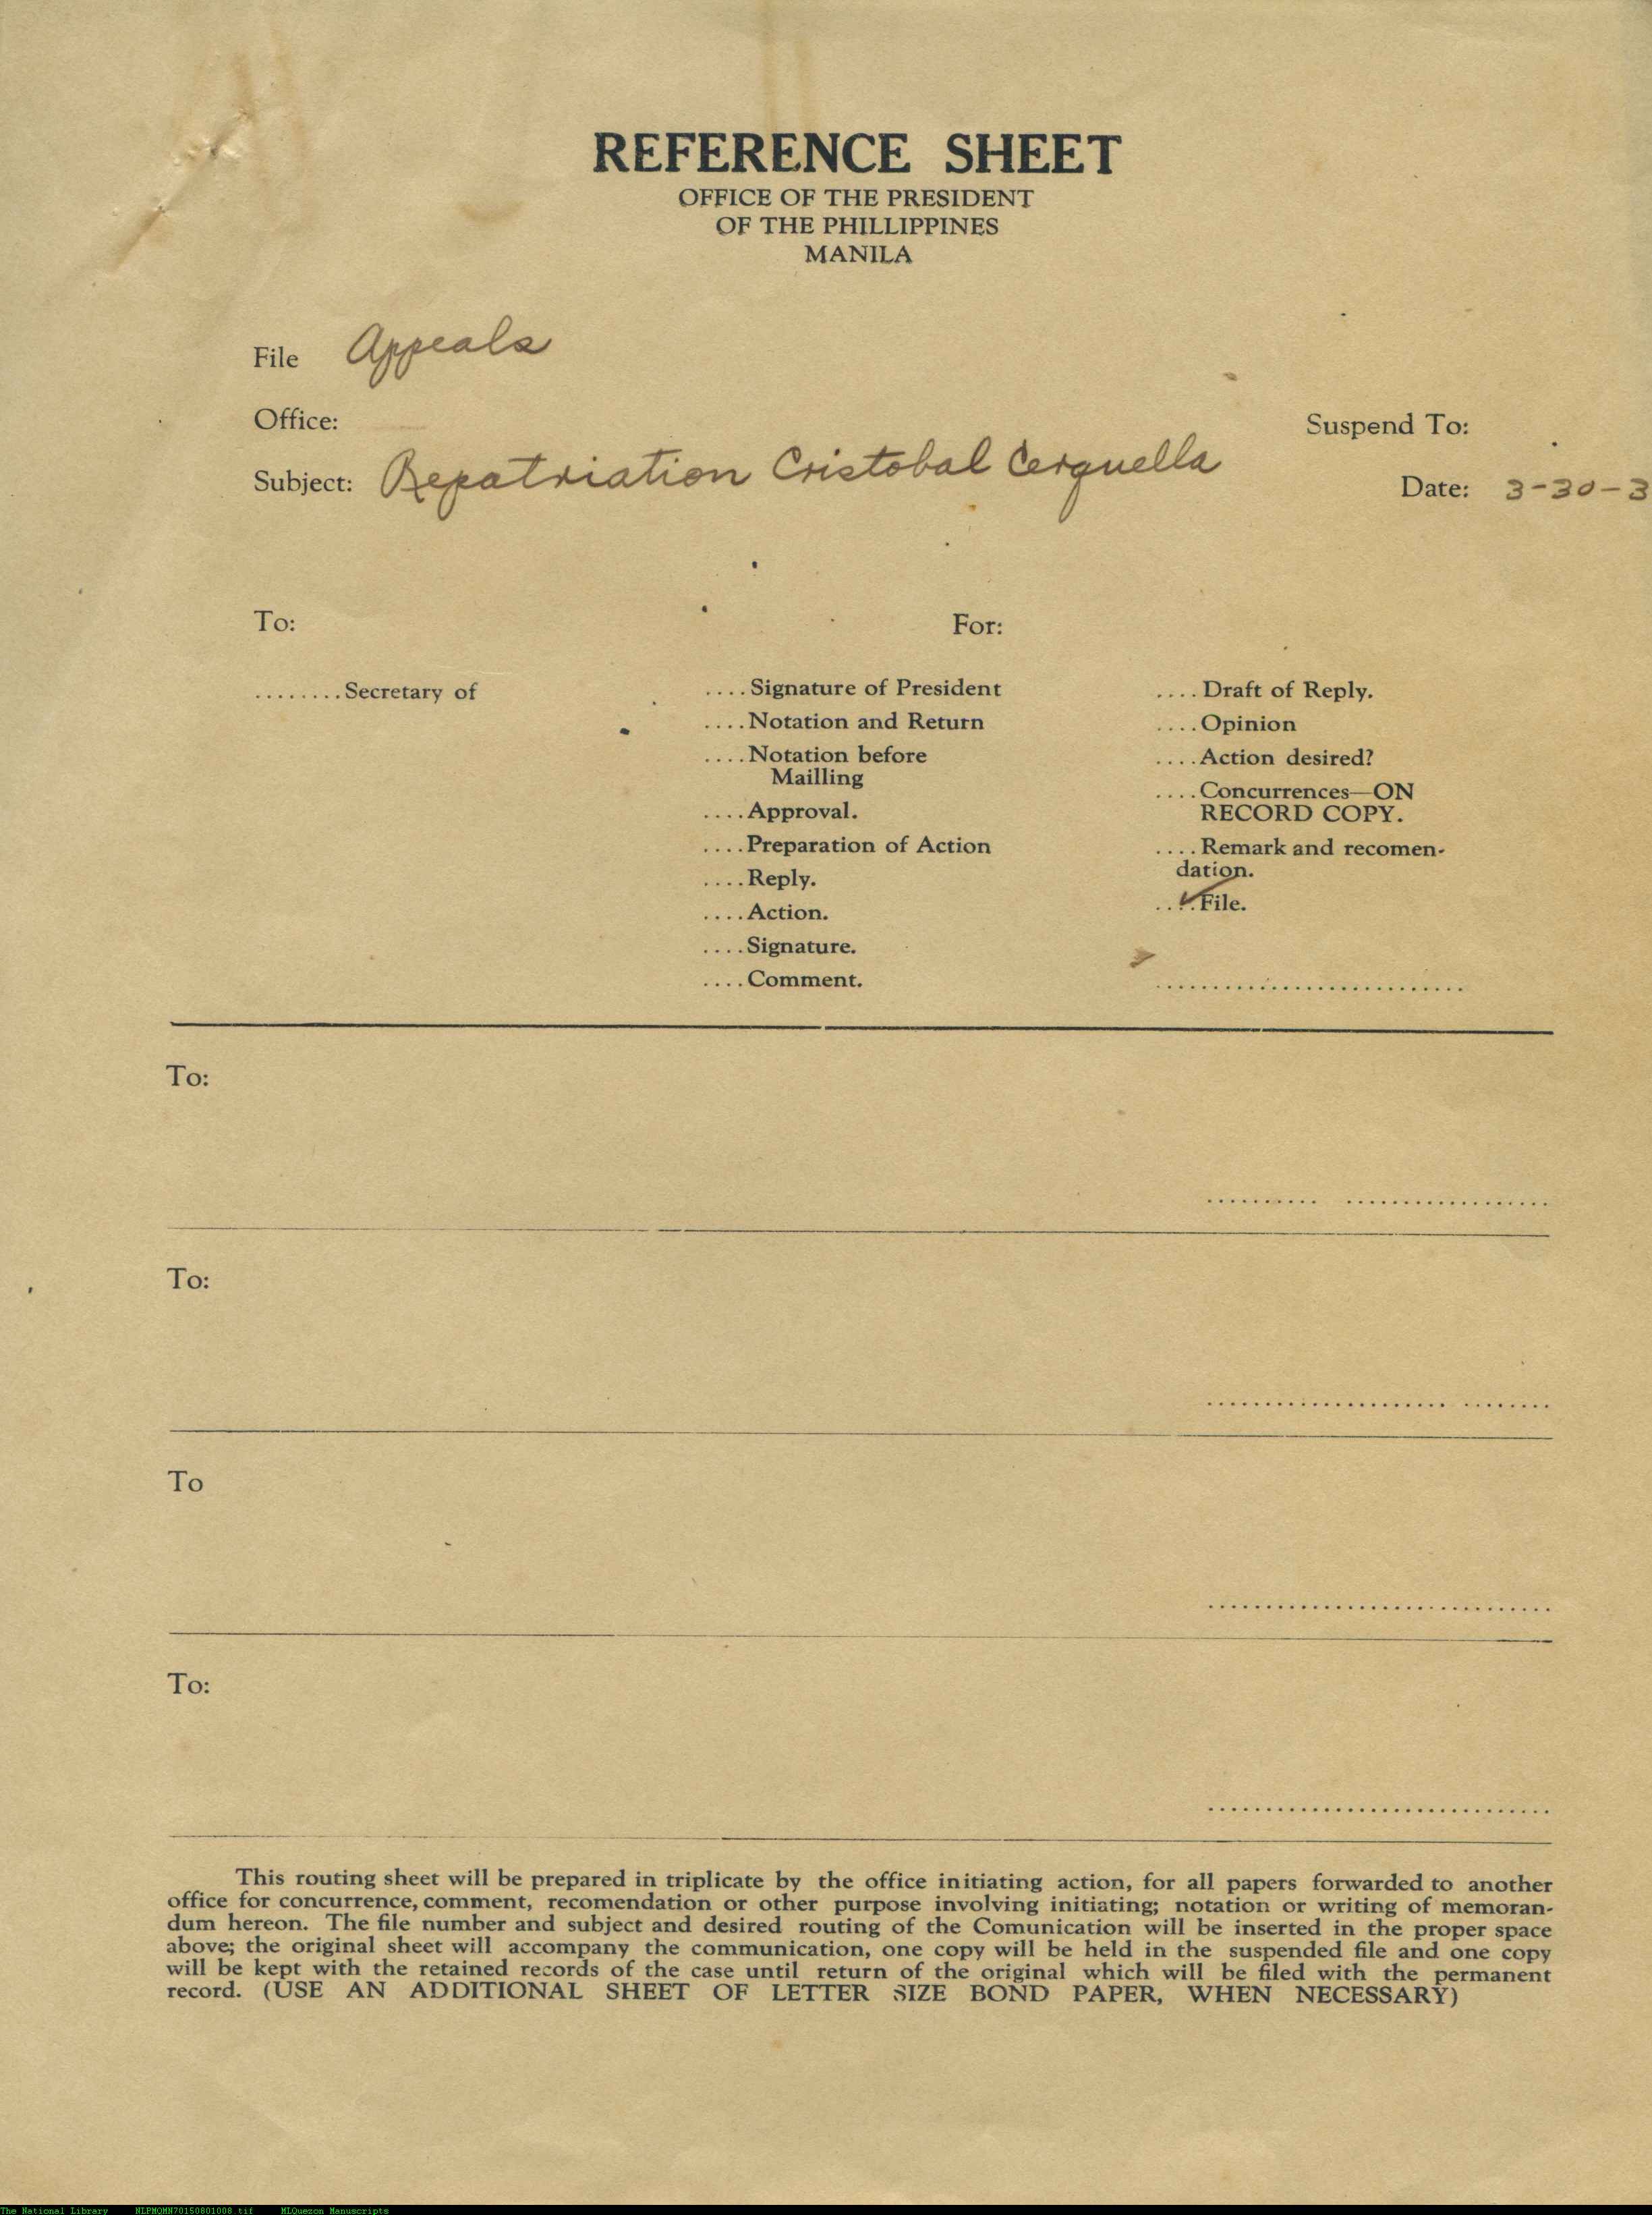 REFERENCE SHEET
OFFICE OF THE PRESIDENT
OF THE PHILLIPPINES
MANILA
File Appeals
Office:
Suspend To:
Subject: Repatriation Cristobal Cerquella
Date: 3-30-3
To:
For:
........Secretary of
....Signature of President
....Notation and Return
....Notation before
Mailling
....Approval.
....Preparation of Action
....Reply.
....Action.
....Signature.
....Comment.
....Draft of Reply.
....Opinion
....Action desired?
....Concurrences—ON
RECORD COPY.
....Remark and recomen-
dation.
..✓.File.
To:
To:
To
To:
This routing sheet will be prepared in triplicate by the office initiating action, for all papers forwarded to another
office for concurrence, comment, recomendation or other purpose involving initiating; notation or writing of memoran-
dum hereon. The file number and subject and desired routing of the Comunication will be inserted in the proper space
above; the original sheet will accompany the communication, one copy will be held in the suspended file and one copy
will be kept with the retained records of the case until return of the original which will be filed with the permanent
record. (USE AN ADDITIONAL SHEET OF LETTER SIZE BOND PAPER, WHEN NECESSARY)
The National Library NLPMQMN70150801008.tif MLQuezon Manuscripts